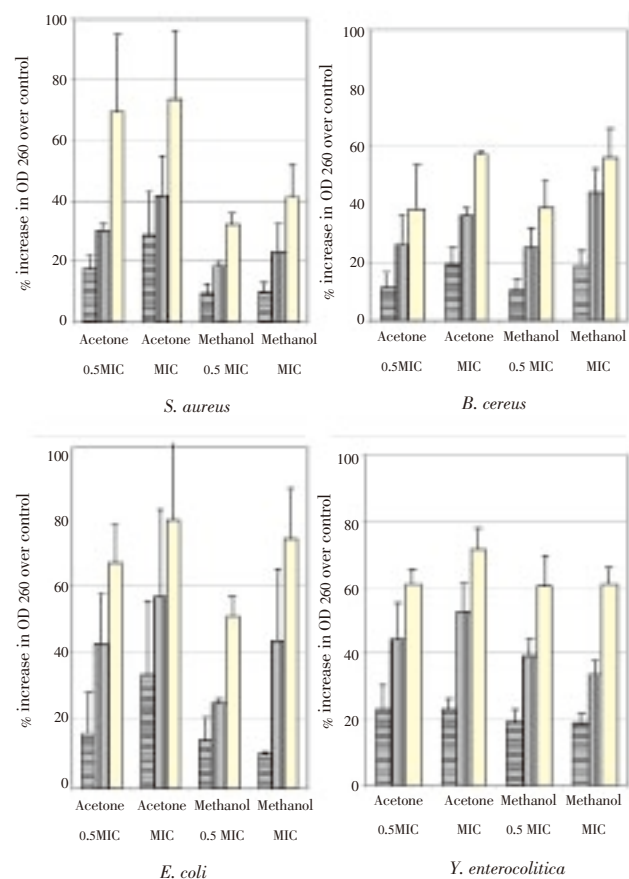 % increase in OD 260 over control
100
80
60
40
20
0
Acetone Acetone Methanol Methanol
0.5MIC MIC 0.5 MIC MIC
S. aureus
% increase in OD 260 over control
100
80
60
40
20
0
Acetone Acetone Methanol Methanol
0.5MIC MIC 0.5 MIC MIC
B. cereus
% increase in OD 260 over control
100
80
60
40
20
0
Acetone Acetone Methanol Methanol
0.5MIC MIC 0.5 MIC MIC
E. coli
% increase in OD 260 over control
100
80
60
40
20
0
Acetone Acetone Methanol Methanol
0.5MIC MIC 0.5 MIC MIC
Y. enterocolitica